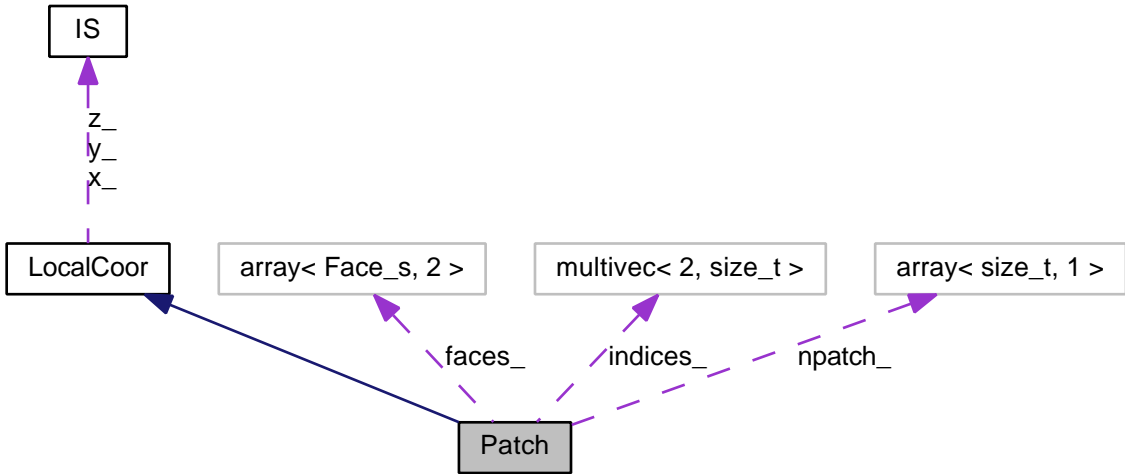 IS
z_
y_
x_
LocalCoor
array< Face_s, 2 >
multivec< 2, size_t >
array< size_t, 1 >
faces_
indices_
npatch_
Patch